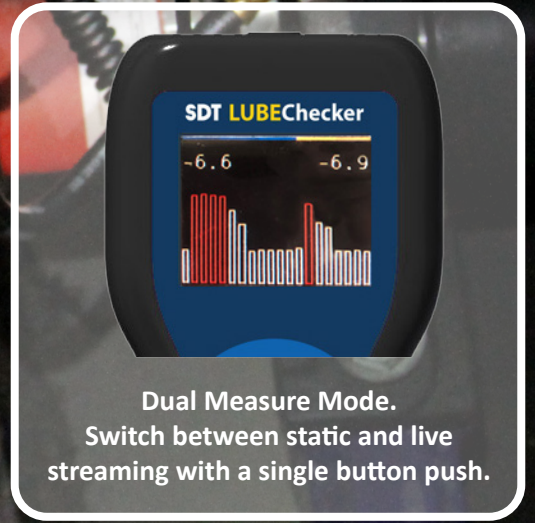 SDT LUBEChecker
-6.6 -6.9
Dual Measure Mode.
Switch between static and live
streaming with a single button push.